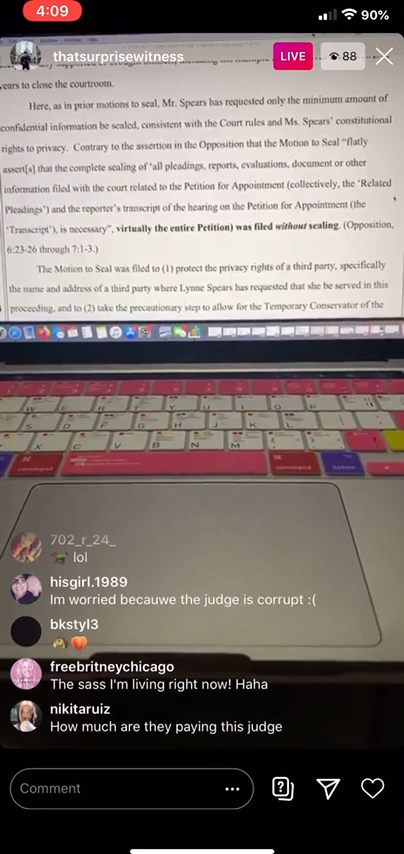 4:09
90%
thatsurprisewitness
LIVE
88
years to close the courtroom.
Here, as in prior motions to seal, Mr. Spears has requested only the minimum amount of
confidential information be sealed, consistent with the Court rules and Ms. Spears' constitutional
rights to privacy. Contrary to the assertion in the Opposition that the Motion to Seal "flatly
assert[s] that the complete sealing of 'all pleadings, reports, evaluations, document or other
information filed with the court related to the Petition for Appointment (collectively, the 'Related
Pleadings') and the reporter's transcript of the hearing on the Petition for Appointment (the
'Transcript'), is necessary", virtually the entire Petition) was filed without sealing. (Opposition,
6:23-26 through 7:1-3.)
The Motion to Seal was filed to (1) protect the privacy rights of a third party, specifically
the name and address of a third party where Lynne Spears has requested that she be served in this
proceeding, and to (2) take the precautionary step to allow for the Temporary Conservator of the
W E R T Y U I O P
S D F G H J K L
X C V B N M
command
command
option
702_r_24_
🐕‍🦺 lol
hisgirl.1989
Im worried becauwe the judge is corrupt :(
bkstyl3
🍑
freebritneychicago
The sass I'm living right now! Haha
nikitaruiz
How much are they paying this judge
Comment